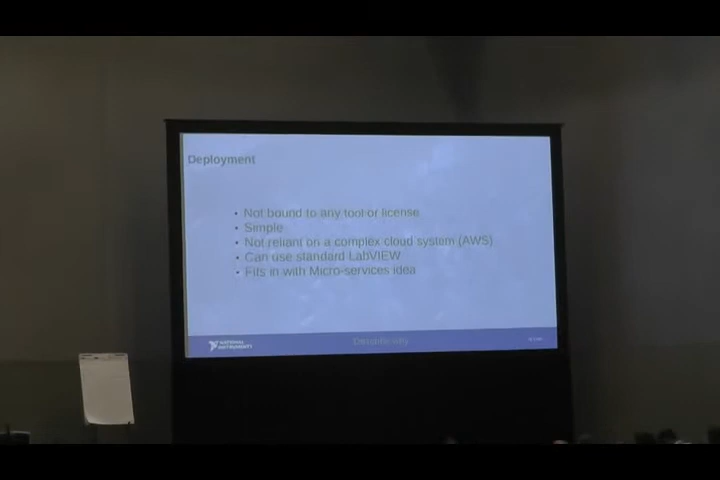 Deployment
• Not bound to any tool or license
• Simple
• Not reliant on a complex cloud system (AWS)
• Can use standard LabVIEW
• Fits in with Micro-services idea
NATIONAL
INSTRUMENTS